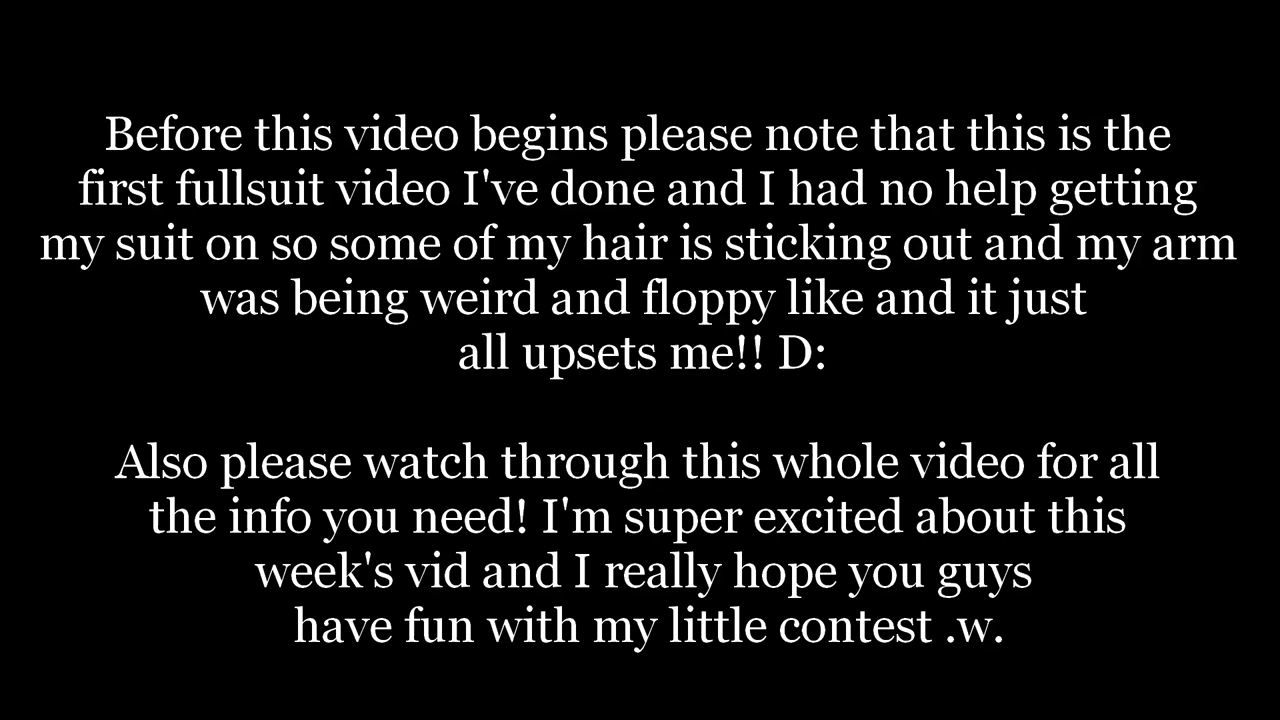 Before this video begins please note that this is the
first fullsuit video I've done and I had no help getting
my suit on so some of my hair is sticking out and my arm
was being weird and floppy like and it just
all upsets me!! D:
Also please watch through this whole video for all
the info you need! I'm super excited about this
week's vid and I really hope you guys
have fun with my little contest .w.